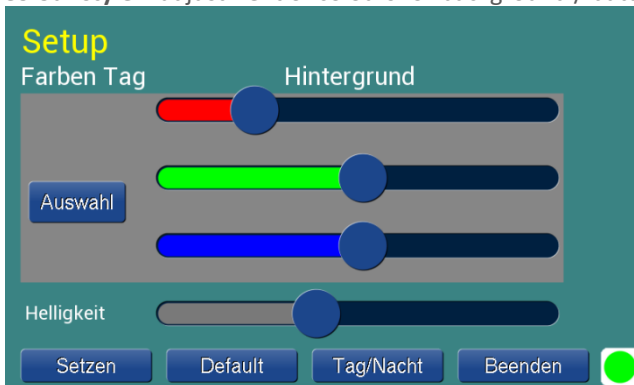 Setup
Farben Tag Hintergrund
Auswahl
Helligkeit
Setzen Default Tag/Nacht Beenden